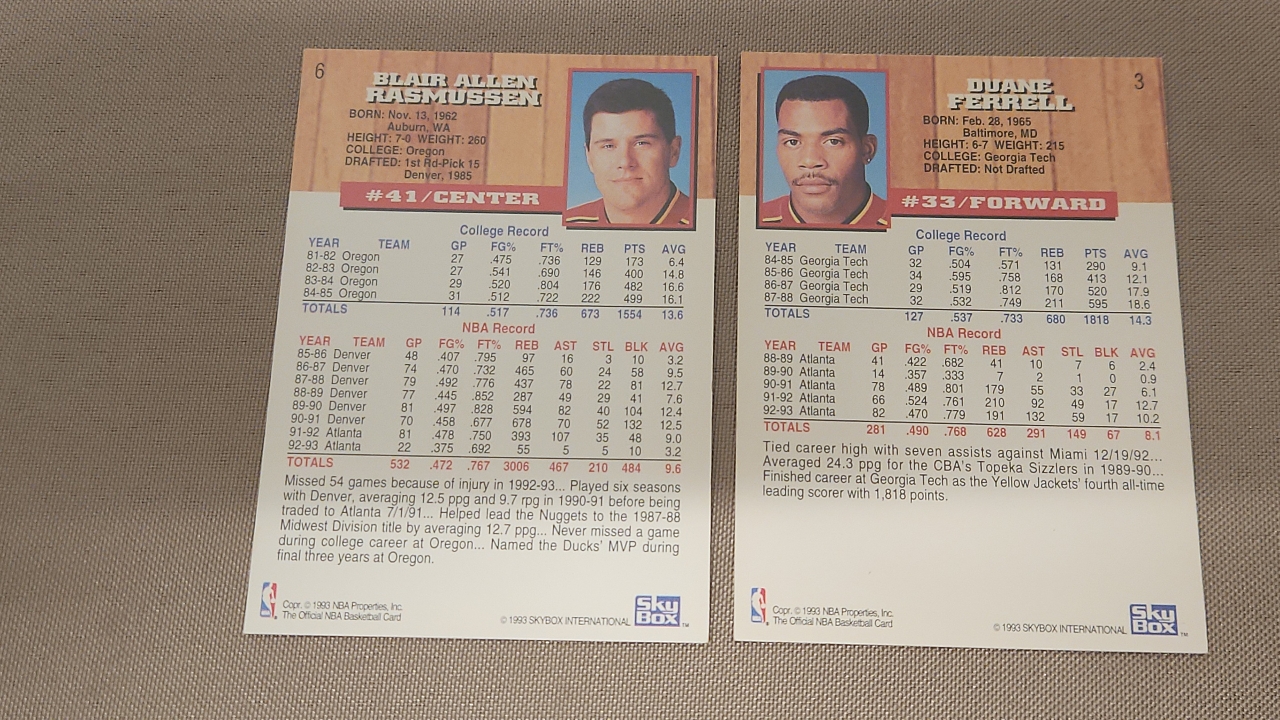 6
BLAIR ALLEN
RASMUSSEN
BORN: Nov. 13, 1962
Auburn, WA
HEIGHT: 7-0 WEIGHT: 260
COLLEGE: Oregon
DRAFTED: 1st Rd-Pick 15
Denver, 1985
#41/CENTER
College Record
YEAR TEAM GP FG% FT% REB PTS AVG
81-82 Oregon 27 .475 .736 129 173 6.4
82-83 Oregon 27 .541 .690 146 400 14.8
83-84 Oregon 29 .520 .804 176 482 16.6
84-85 Oregon 31 .512 .722 222 499 16.1
TOTALS 114 .517 .736 673 1554 13.6
NBA Record
YEAR TEAM GP FG% FT% REB AST STL BLK AVG
85-86 Denver 48 .407 .795 97 16 3 10 3.2
86-87 Denver 74 .470 .732 465 60 24 58 9.5
87-88 Denver 79 .492 .776 437 78 22 81 12.7
88-89 Denver 77 .445 .852 287 49 29 41 7.6
89-90 Denver 81 .497 .828 594 82 40 104 12.4
90-91 Denver 70 .458 .677 678 70 52 132 12.5
91-92 Atlanta 81 .478 .750 393 107 35 48 9.0
92-93 Atlanta 22 .375 .692 55 5 5 10 3.2
TOTALS 532 .472 .767 3006 467 210 484 9.6
Missed 54 games because of injury in 1992-93... Played six seasons
with Denver, averaging 12.5 ppg and 9.7 rpg in 1990-91 before being
traded to Atlanta 7/1/91... Helped lead the Nuggets to the 1987-88
Midwest Division title by averaging 12.7 ppg... Never missed a game
during college career at Oregon... Named the Ducks' MVP during
final three years at Oregon.
Copr. © 1993 NBA Properties, Inc.
The Official NBA Basketball Card
© 1993 SKYBOX INTERNATIONAL
SkyBox™
3
DUANE
FERRELL
BORN: Feb. 28, 1965
Baltimore, MD
HEIGHT: 6-7 WEIGHT: 215
COLLEGE: Georgia Tech
DRAFTED: Not Drafted
#33/FORWARD
College Record
YEAR TEAM GP FG% FT% REB PTS AVG
84-85 Georgia Tech 32 .504 .571 131 290 9.1
85-86 Georgia Tech 34 .595 .758 168 413 12.1
86-87 Georgia Tech 29 .519 .812 170 520 17.9
87-88 Georgia Tech 32 .532 .749 211 595 18.6
TOTALS 127 .537 .733 680 1818 14.3
NBA Record
YEAR TEAM GP FG% FT% REB AST STL BLK AVG
88-89 Atlanta 41 .422 .682 41 10 7 6 2.4
89-90 Atlanta 14 .357 .333 7 2 1 0 0.9
90-91 Atlanta 78 .489 .801 179 55 33 27 6.1
91-92 Atlanta 66 .524 .761 210 92 49 17 12.7
92-93 Atlanta 82 .470 .779 191 132 59 17 10.2
TOTALS 281 .490 .768 628 291 149 67 8.1
Tied career high with seven assists against Miami 12/19/92...
Averaged 24.3 ppg for the CBA's Topeka Sizzlers in 1989-90...
Finished career at Georgia Tech as the Yellow Jackets' fourth all-time
leading scorer with 1,818 points.
Copr. © 1993 NBA Properties, Inc.
The Official NBA Basketball Card
© 1993 SKYBOX INTERNATIONAL
SkyBox™